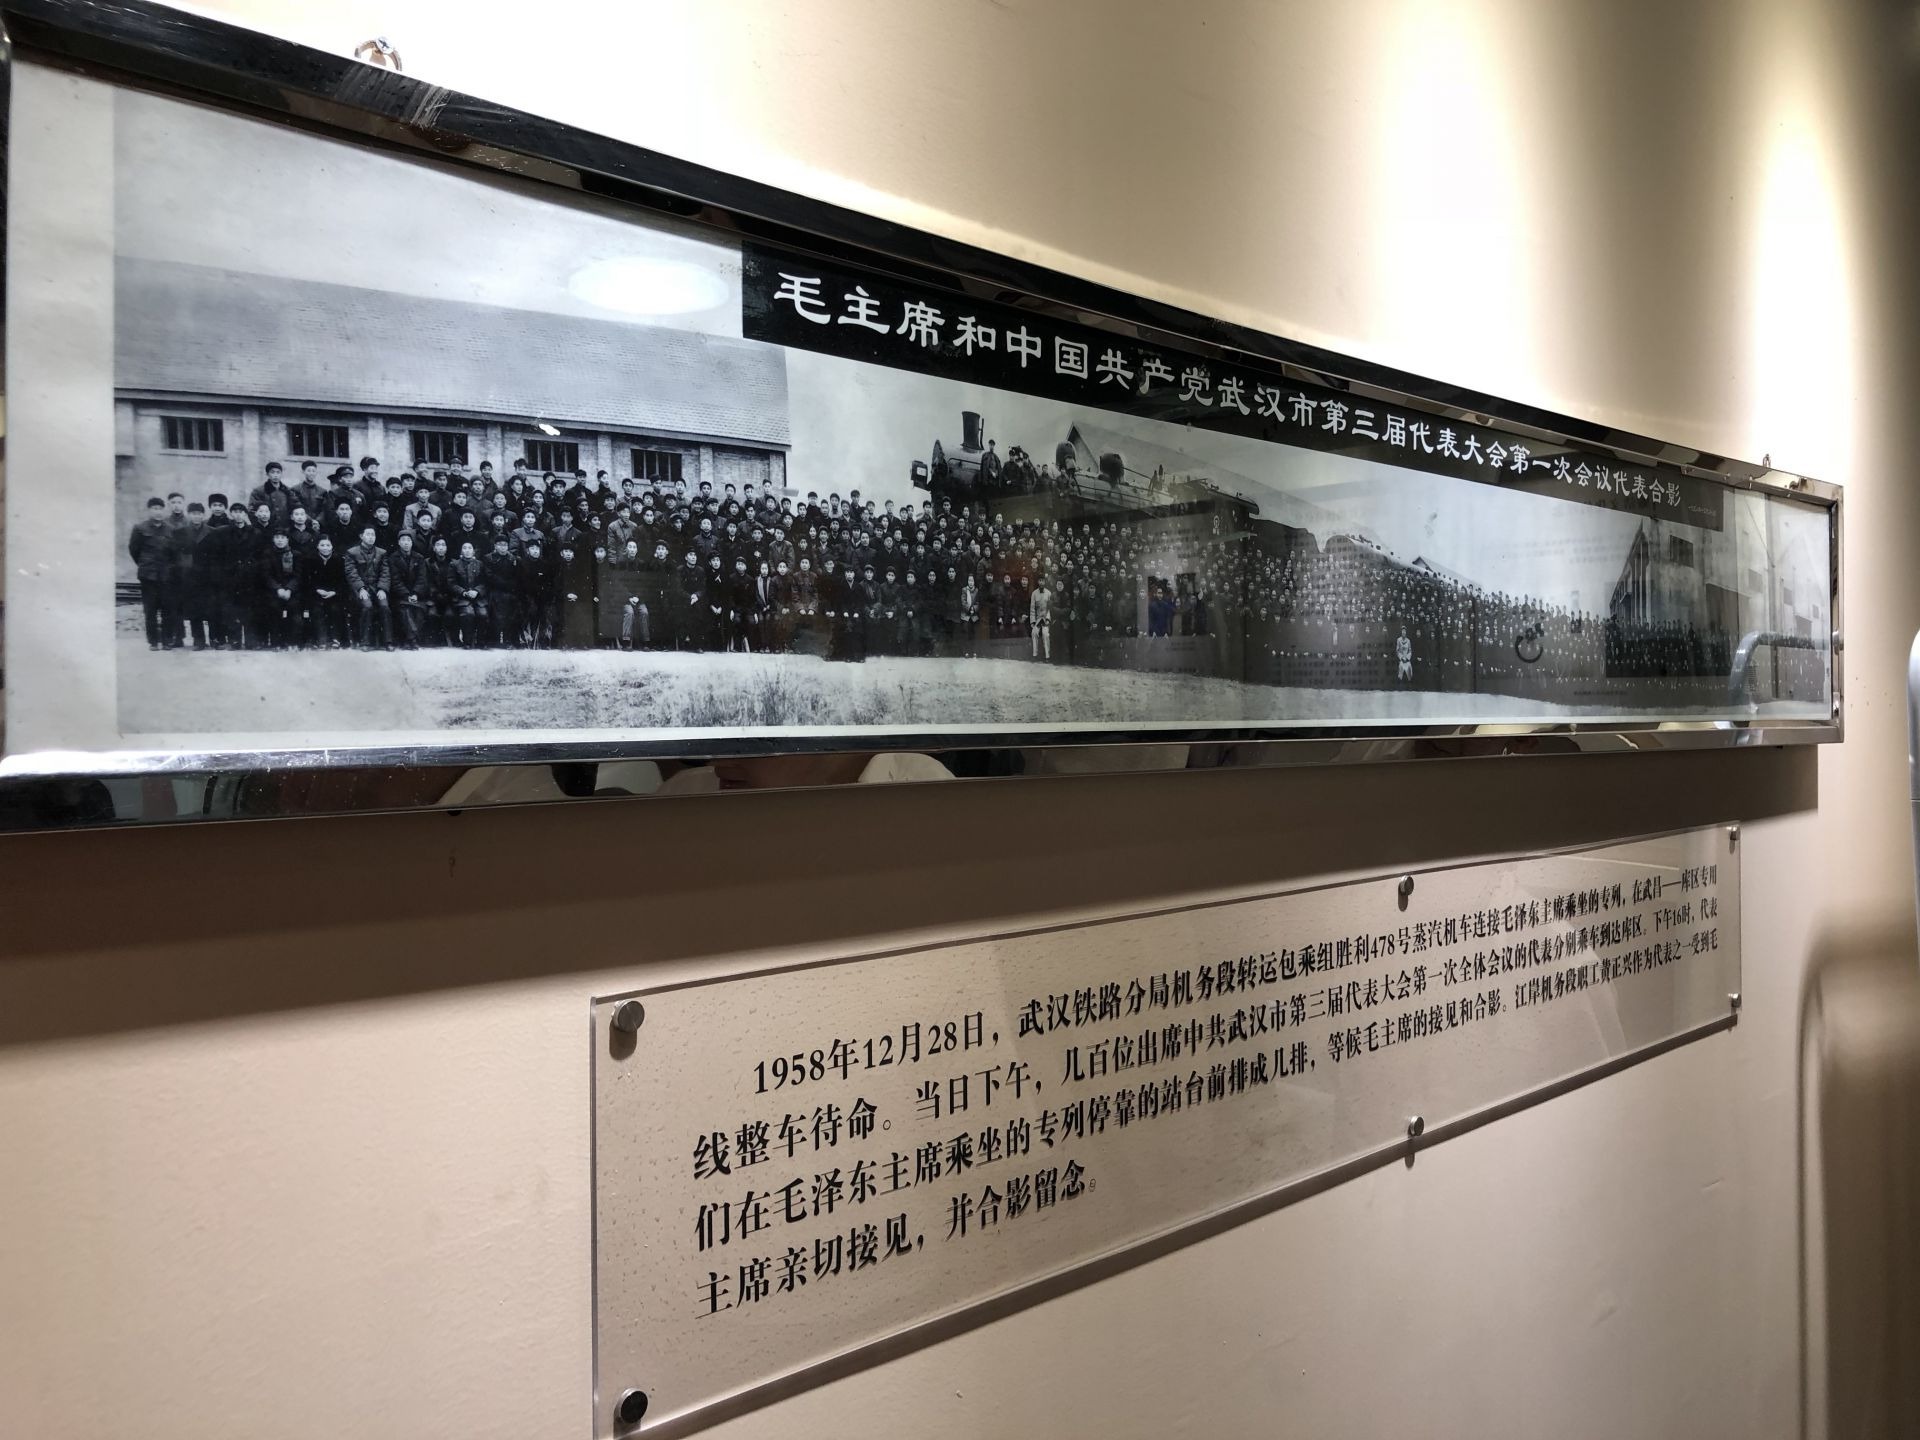 毛主席和中国共产党武汉市第三届代表大会第一次会议代表合影
1958年12月28日，武汉铁路分局机务段转运包乘组胜利478号蒸汽机车连接毛泽东主席乘坐的专列，在武昌——库区专用
线整车待命。当日下午，几百位出席中共武汉市第三届代表大会第一次全体会议的代表分别乘车到达库区。下午16时，代表
们在毛泽东主席乘坐的专列停靠的站台前排成几排，等候毛主席的接见和合影。江岸机务段职工黄正兴作为代表之一受到毛
主席亲切接见，并合影留念。